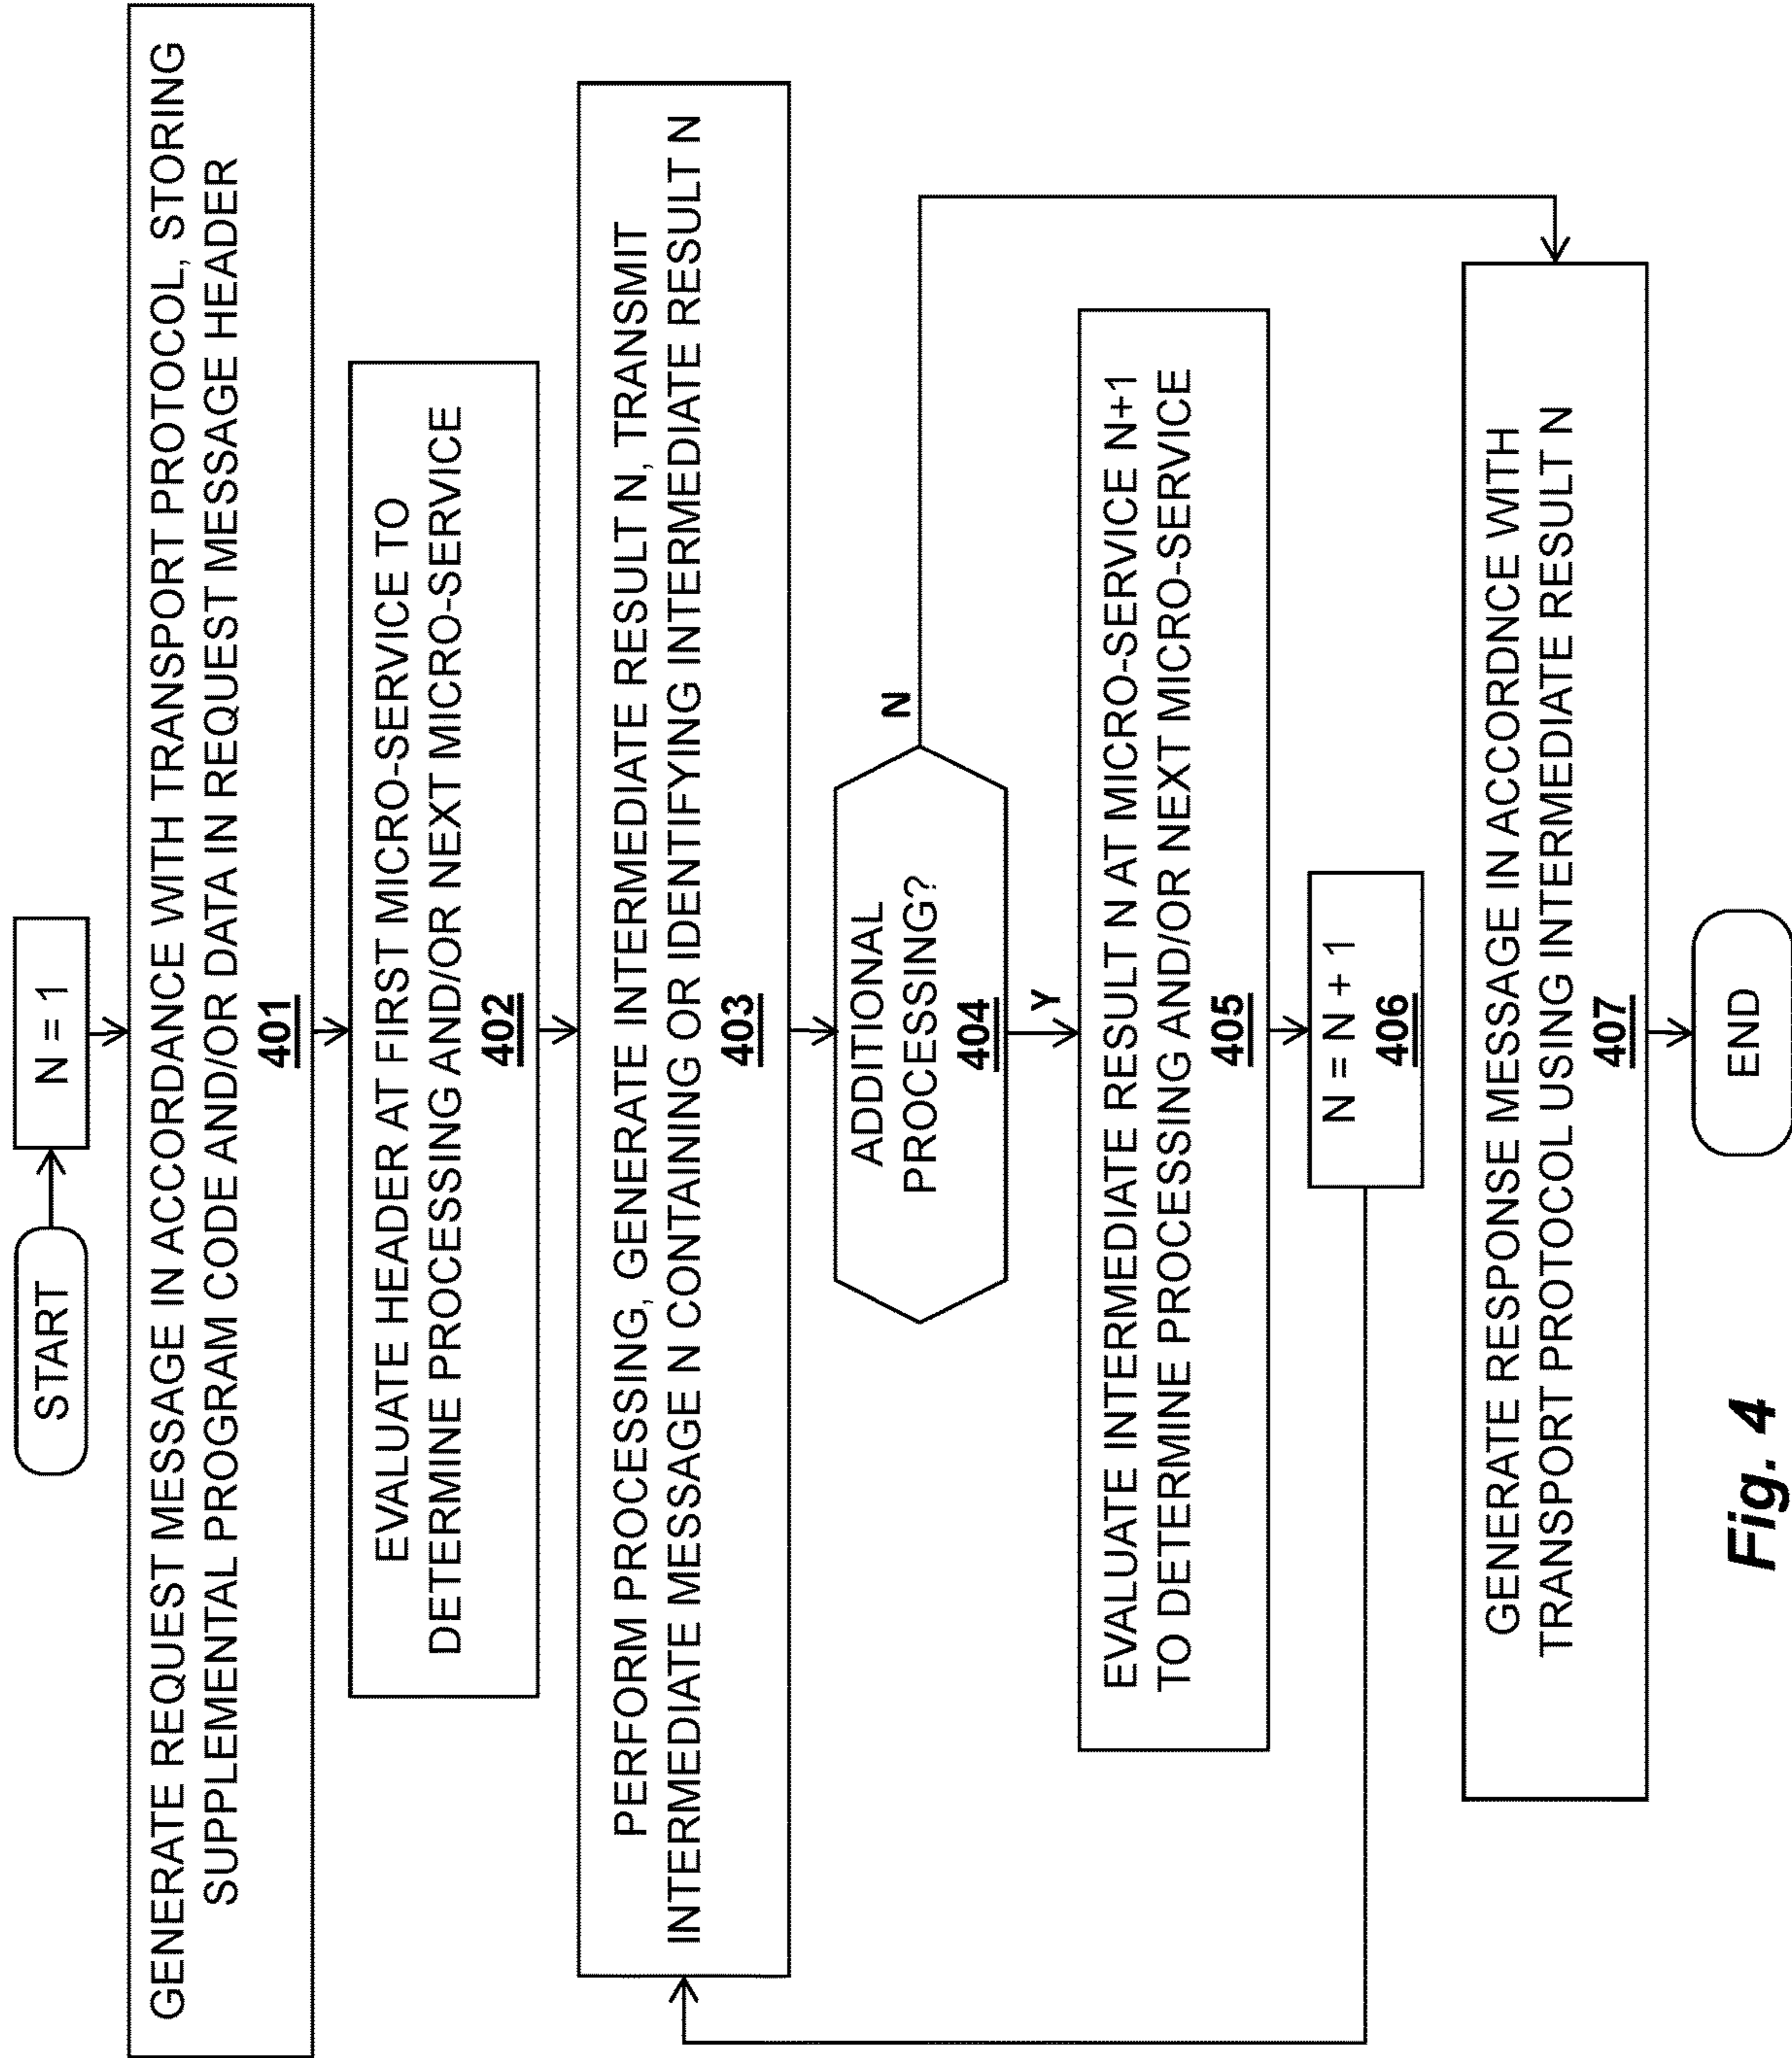 START
N = 1
GENERATE REQUEST MESSAGE IN ACCORDANCE WITH TRANSPORT PROTOCOL, STORING
SUPPLEMENTAL PROGRAM CODE AND/OR DATA IN REQUEST MESSAGE HEADER
401
EVALUATE HEADER AT FIRST MICRO-SERVICE TO
DETERMINE PROCESSING AND/OR NEXT MICRO-SERVICE
402
PERFORM PROCESSING, GENERATE INTERMEDIATE RESULT N, TRANSMIT
INTERMEDIATE MESSAGE N CONTAINING OR IDENTIFYING INTERMEDIATE RESULT N
403
ADDITIONAL
PROCESSING?
404
N
Y
EVALUATE INTERMEDIATE RESULT N AT MICRO-SERVICE N+1
TO DETERMINE PROCESSING AND/OR NEXT MICRO-SERVICE
405
N = N + 1
406
GENERATE RESPONSE MESSAGE IN ACCORDNCE WITH
TRANSPORT PROTOCOL USING INTERMEDIATE RESULT N
407
END
Fig. 4